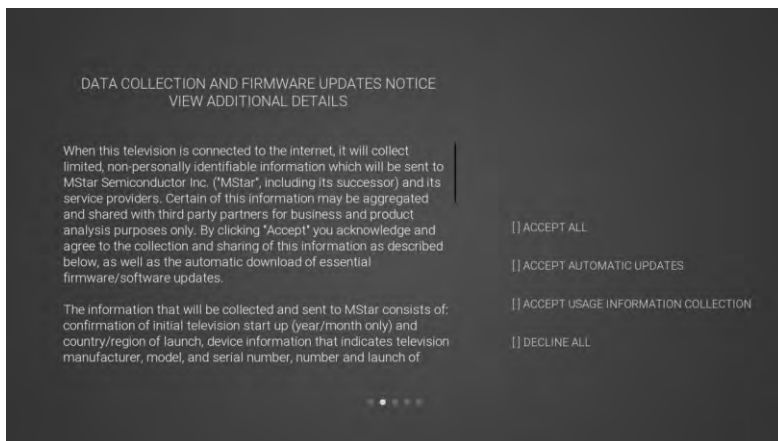 DATA COLLECTION AND FIRMWARE UPDATES NOTICE
VIEW ADDITIONAL DETAILS
When this television is connected to the internet, it will collect
limited, non-personally identifiable information which will be sent to
MStar Semiconductor Inc. ("MStar", including its successor) and its
service providers. Certain of this information may be aggregated
and shared with third party partners for business and product
analysis purposes only. By clicking "Accept" you acknowledge and
agree to the collection and sharing of this information as described
below, as well as the automatic download of essential
firmware/software updates.
The information that will be collected and sent to MStar consists of:
confirmation of initial television start up (year/month only) and
country/region of launch, device information that indicates television
manufacturer, model, and serial number, number and launch of
[ ] ACCEPT ALL
[ ] ACCEPT AUTOMATIC UPDATES
[ ] ACCEPT USAGE INFORMATION COLLECTION
[ ] DECLINE ALL